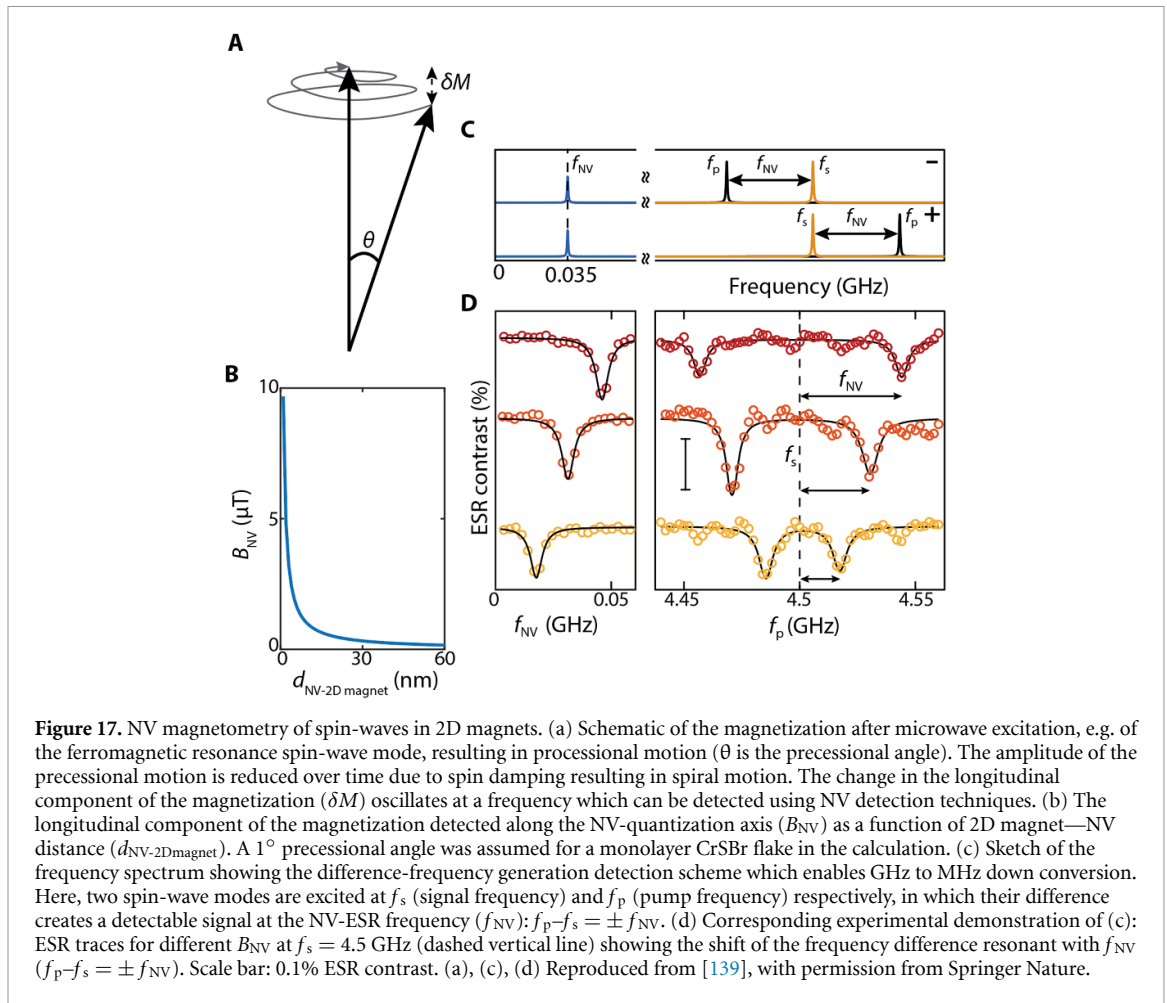 A
δM
θ
C
f_NV
f_p
f_NV
f_s
−
≈
≈
f_s
f_NV
f_p
+
0
0.035
Frequency (GHz)
B
10
5
0
B_NV (μT)
0
30
60
d_NV-2D magnet (nm)
D
ESR contrast (%)
f_NV
f_s
0
0.05
f_NV (GHz)
4.45
4.5
4.55
f_p (GHz)
Figure 17. NV magnetometry of spin-waves in 2D magnets. (a) Schematic of the magnetization after microwave excitation, e.g. of
the ferromagnetic resonance spin-wave mode, resulting in processional motion (θ is the precessional angle). The amplitude of the
precessional motion is reduced over time due to spin damping resulting in spiral motion. The change in the longitudinal
component of the magnetization (δM) oscillates at a frequency which can be detected using NV detection techniques. (b) The
longitudinal component of the magnetization detected along the NV-quantization axis (B_NV) as a function of 2D magnet—NV
distance (d_NV-2Dmagnet). A 1° precessional angle was assumed for a monolayer CrSBr flake in the calculation. (c) Sketch of the
frequency spectrum showing the difference-frequency generation detection scheme which enables GHz to MHz down conversion.
Here, two spin-wave modes are excited at f_s (signal frequency) and f_p (pump frequency) respectively, in which their difference
creates a detectable signal at the NV-ESR frequency (f_NV): f_p–f_s = ± f_NV. (d) Corresponding experimental demonstration of (c):
ESR traces for different B_NV at f_s = 4.5 GHz (dashed vertical line) showing the shift of the frequency difference resonant with f_NV
(f_p–f_s = ± f_NV). Scale bar: 0.1% ESR contrast. (a), (c), (d) Reproduced from [139], with permission from Springer Nature.